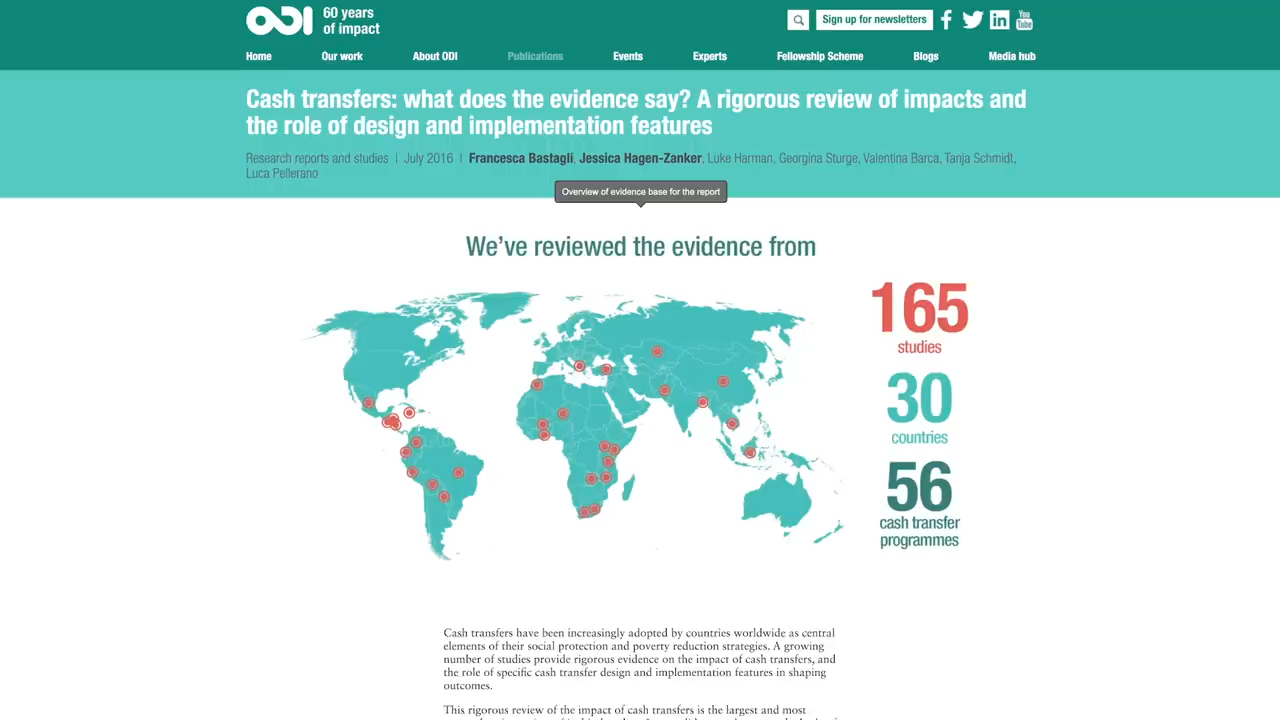 ODI 60 years
of impact
Sign up for newsletters
You
Tube
Home Our work About ODI Publications Events Experts Fellowship Scheme Blogs Media hub
Cash transfers: what does the evidence say? A rigorous review of impacts and
the role of design and implementation features
Research reports and studies | July 2016 | Francesca Bastagli, Jessica Hagen-Zanker, Luke Harman, Georgina Sturge, Valentina Barca, Tanja Schmidt,
Luca Pellerano
Overview of evidence base for the report
We've reviewed the evidence from
165
studies
30
countries
56
cash transfer
programmes
Cash transfers have been increasingly adopted by countries worldwide as central
elements of their social protection and poverty reduction strategies. A growing
number of studies provide rigorous evidence on the impact of cash transfers, and
the role of specific cash transfer design and implementation features in shaping
outcomes.
This rigorous review of the impact of cash transfers is the largest and most